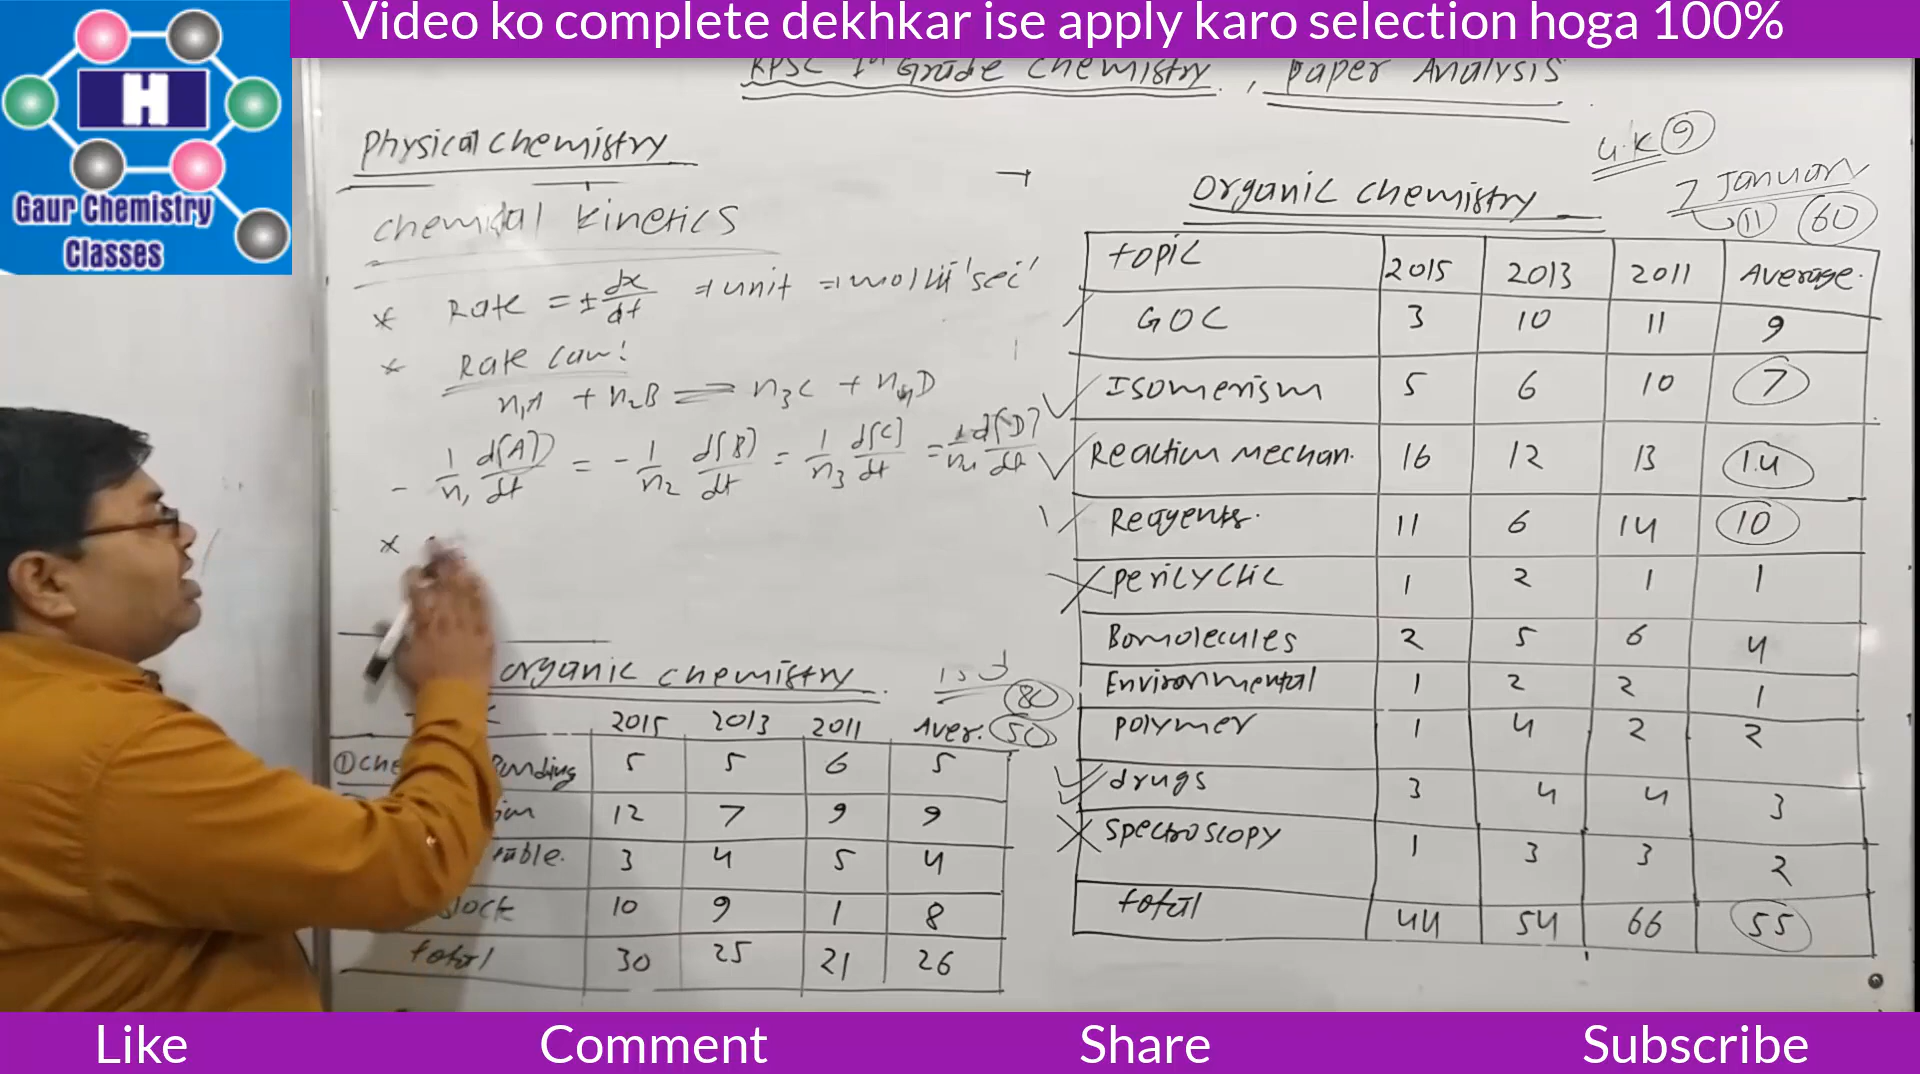 Video ko complete dekhkar ise apply karo selection hoga 100%
H
Gaur Chemistry
Classes
RPSC 1st Grade Chemistry, Paper Analysis
Physical chemistry
chemical kinetics
* Rate = ± dx/dt ⇒ unit ⇒ mol lit⁻¹ sec⁻¹
* Rate Law:
n₁A + n₂B ⇌ n₃C + n₄D
- 1/n₁ d[A]/dt = - 1/n₂ d[B]/dt = 1/n₃ d[C]/dt = 1/n₄ d[D]/dt
*
organic chemistry
80
2015 2013 2011 Aver. 50
① che nding 5 5 6 5
12 7 9 9
table. 3 4 5 4
block 10 9 1 8
total 30 25 21 26
G.K 9
7 January
11 60
Organic chemistry
topic 2015 2013 2011 Average.
GOC 3 10 11 9
Isomerism 5 6 10 7
Reaction mechan. 16 12 13 14
Reagents. 11 6 14 10
pericyclic 1 2 1 1
Bomolecules 2 5 6 4
Environmental 1 2 2 1
polymer 1 4 2 2
drugs 3 4 4 3
spectroscopy 1 3 3 2
total 44 54 66 55
Like Comment Share Subscribe